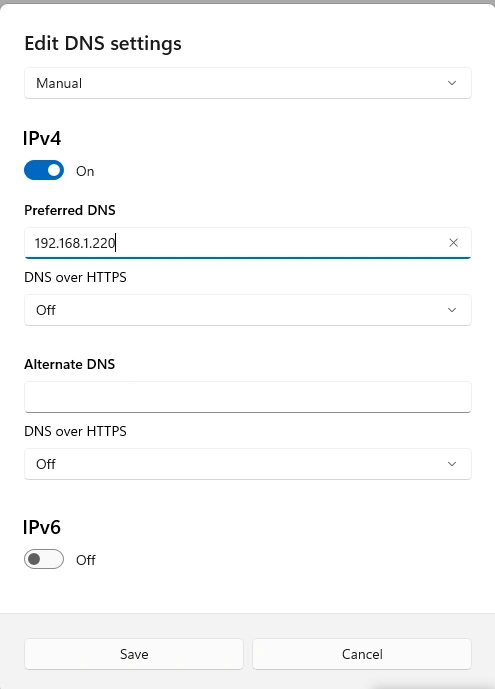 Edit DNS settings
Manual
IPv4
On
Preferred DNS
192.168.1.220
DNS over HTTPS
Off
Alternate DNS
DNS over HTTPS
Off
IPv6
Off
Save Cancel